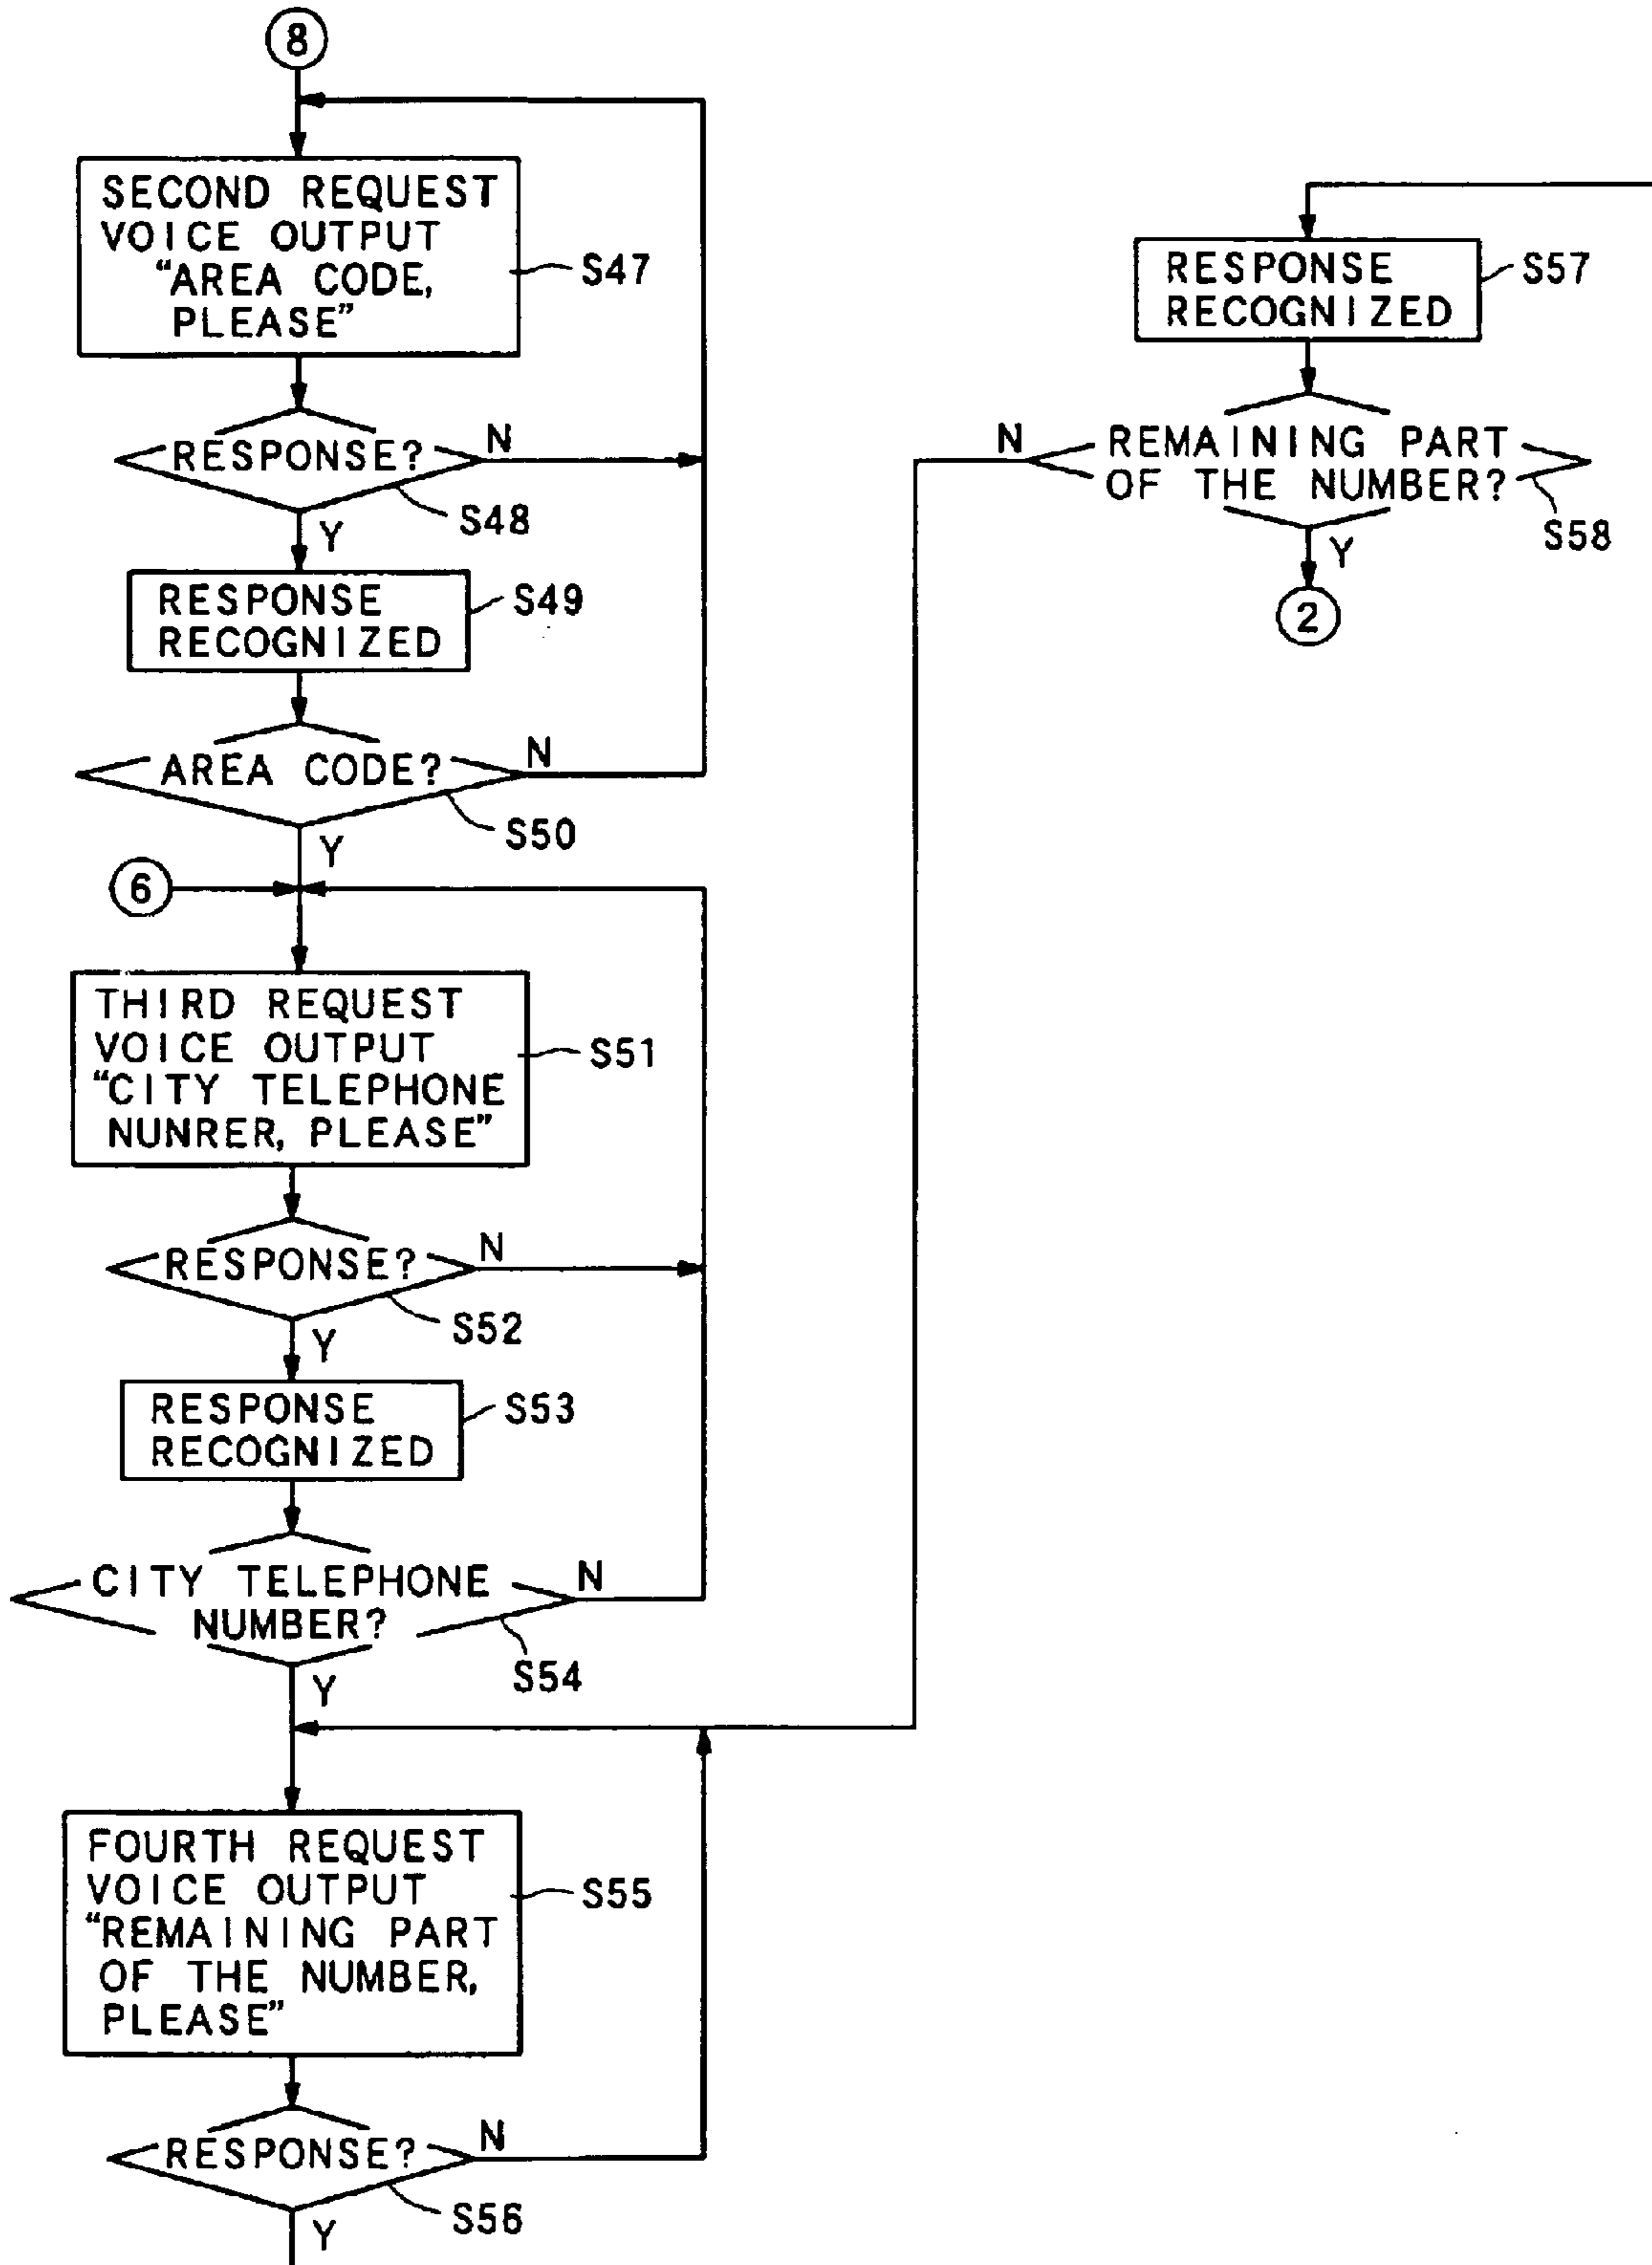 8
SECOND REQUEST
VOICE OUTPUT
“AREA CODE,
PLEASE”
S47
RESPONSE?
N
S48
Y
RESPONSE
RECOGNIZED
S49
AREA CODE?
N
S50
Y
6
THIRD REQUEST
VOICE OUTPUT
“CITY TELEPHONE
NUNRER, PLEASE”
S51
RESPONSE?
N
S52
Y
RESPONSE
RECOGNIZED
S53
CITY TELEPHONE
NUMBER?
N
S54
Y
FOURTH REQUEST
VOICE OUTPUT
“REMAINING PART
OF THE NUMBER,
PLEASE”
S55
RESPONSE?
N
S56
Y
RESPONSE
RECOGNIZED
S57
REMAINING PART
OF THE NUMBER?
N
S58
Y
2